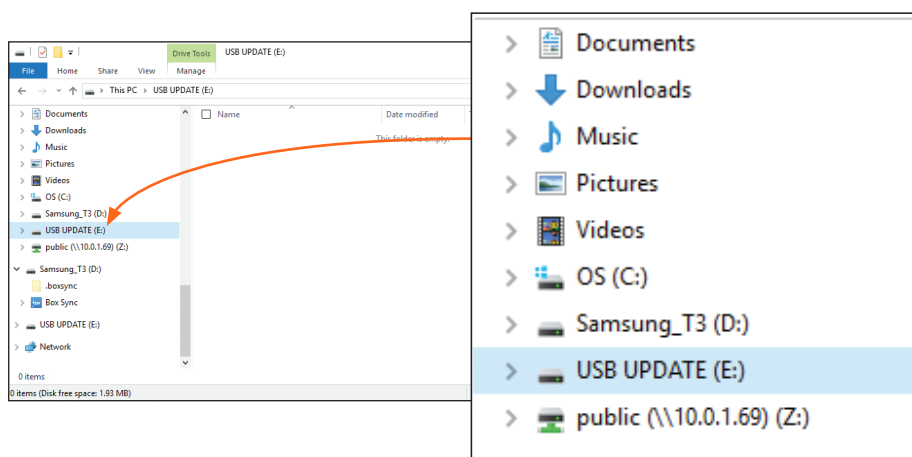 Drive Tools USB UPDATE (E:)
File Home Share View Manage
This PC > USB UPDATE (E:)
Name Date modified
This folder is empty.
Documents
Downloads
Music
Pictures
Videos
OS (C:)
Samsung_T3 (D:)
USB UPDATE (E:)
public (\\10.0.1.69) (Z:)
Samsung_T3 (D:)
.boxsync
Box Sync
USB UPDATE (E:)
Network
0 items
0 items (Disk free space: 1.93 MB)
Documents
Downloads
Music
Pictures
Videos
OS (C:)
Samsung_T3 (D:)
USB UPDATE (E:)
public (\\10.0.1.69) (Z:)